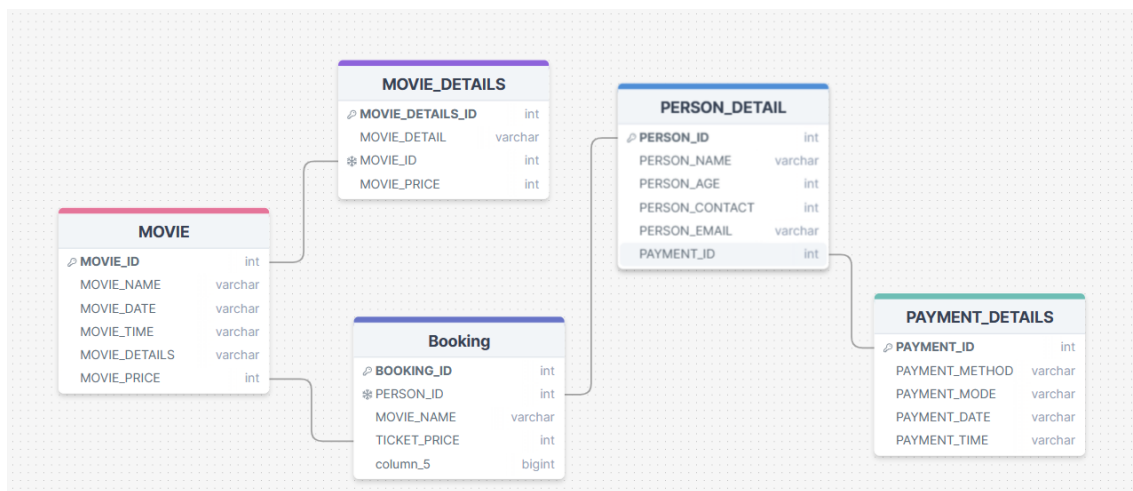 MOVIE_DETAILS
MOVIE_DETAILS_ID int
MOVIE_DETAIL varchar
MOVIE_ID int
MOVIE_PRICE int
PERSON_DETAIL
PERSON_ID int
PERSON_NAME varchar
PERSON_AGE int
PERSON_CONTACT int
PERSON_EMAIL varchar
PAYMENT_ID int
MOVIE
MOVIE_ID int
MOVIE_NAME varchar
MOVIE_DATE varchar
MOVIE_TIME varchar
MOVIE_DETAILS varchar
MOVIE_PRICE int
Booking
BOOKING_ID int
PERSON_ID int
MOVIE_NAME varchar
TICKET_PRICE int
column_5 bigint
PAYMENT_DETAILS
PAYMENT_ID int
PAYMENT_METHOD varchar
PAYMENT_MODE varchar
PAYMENT_DATE varchar
PAYMENT_TIME varchar